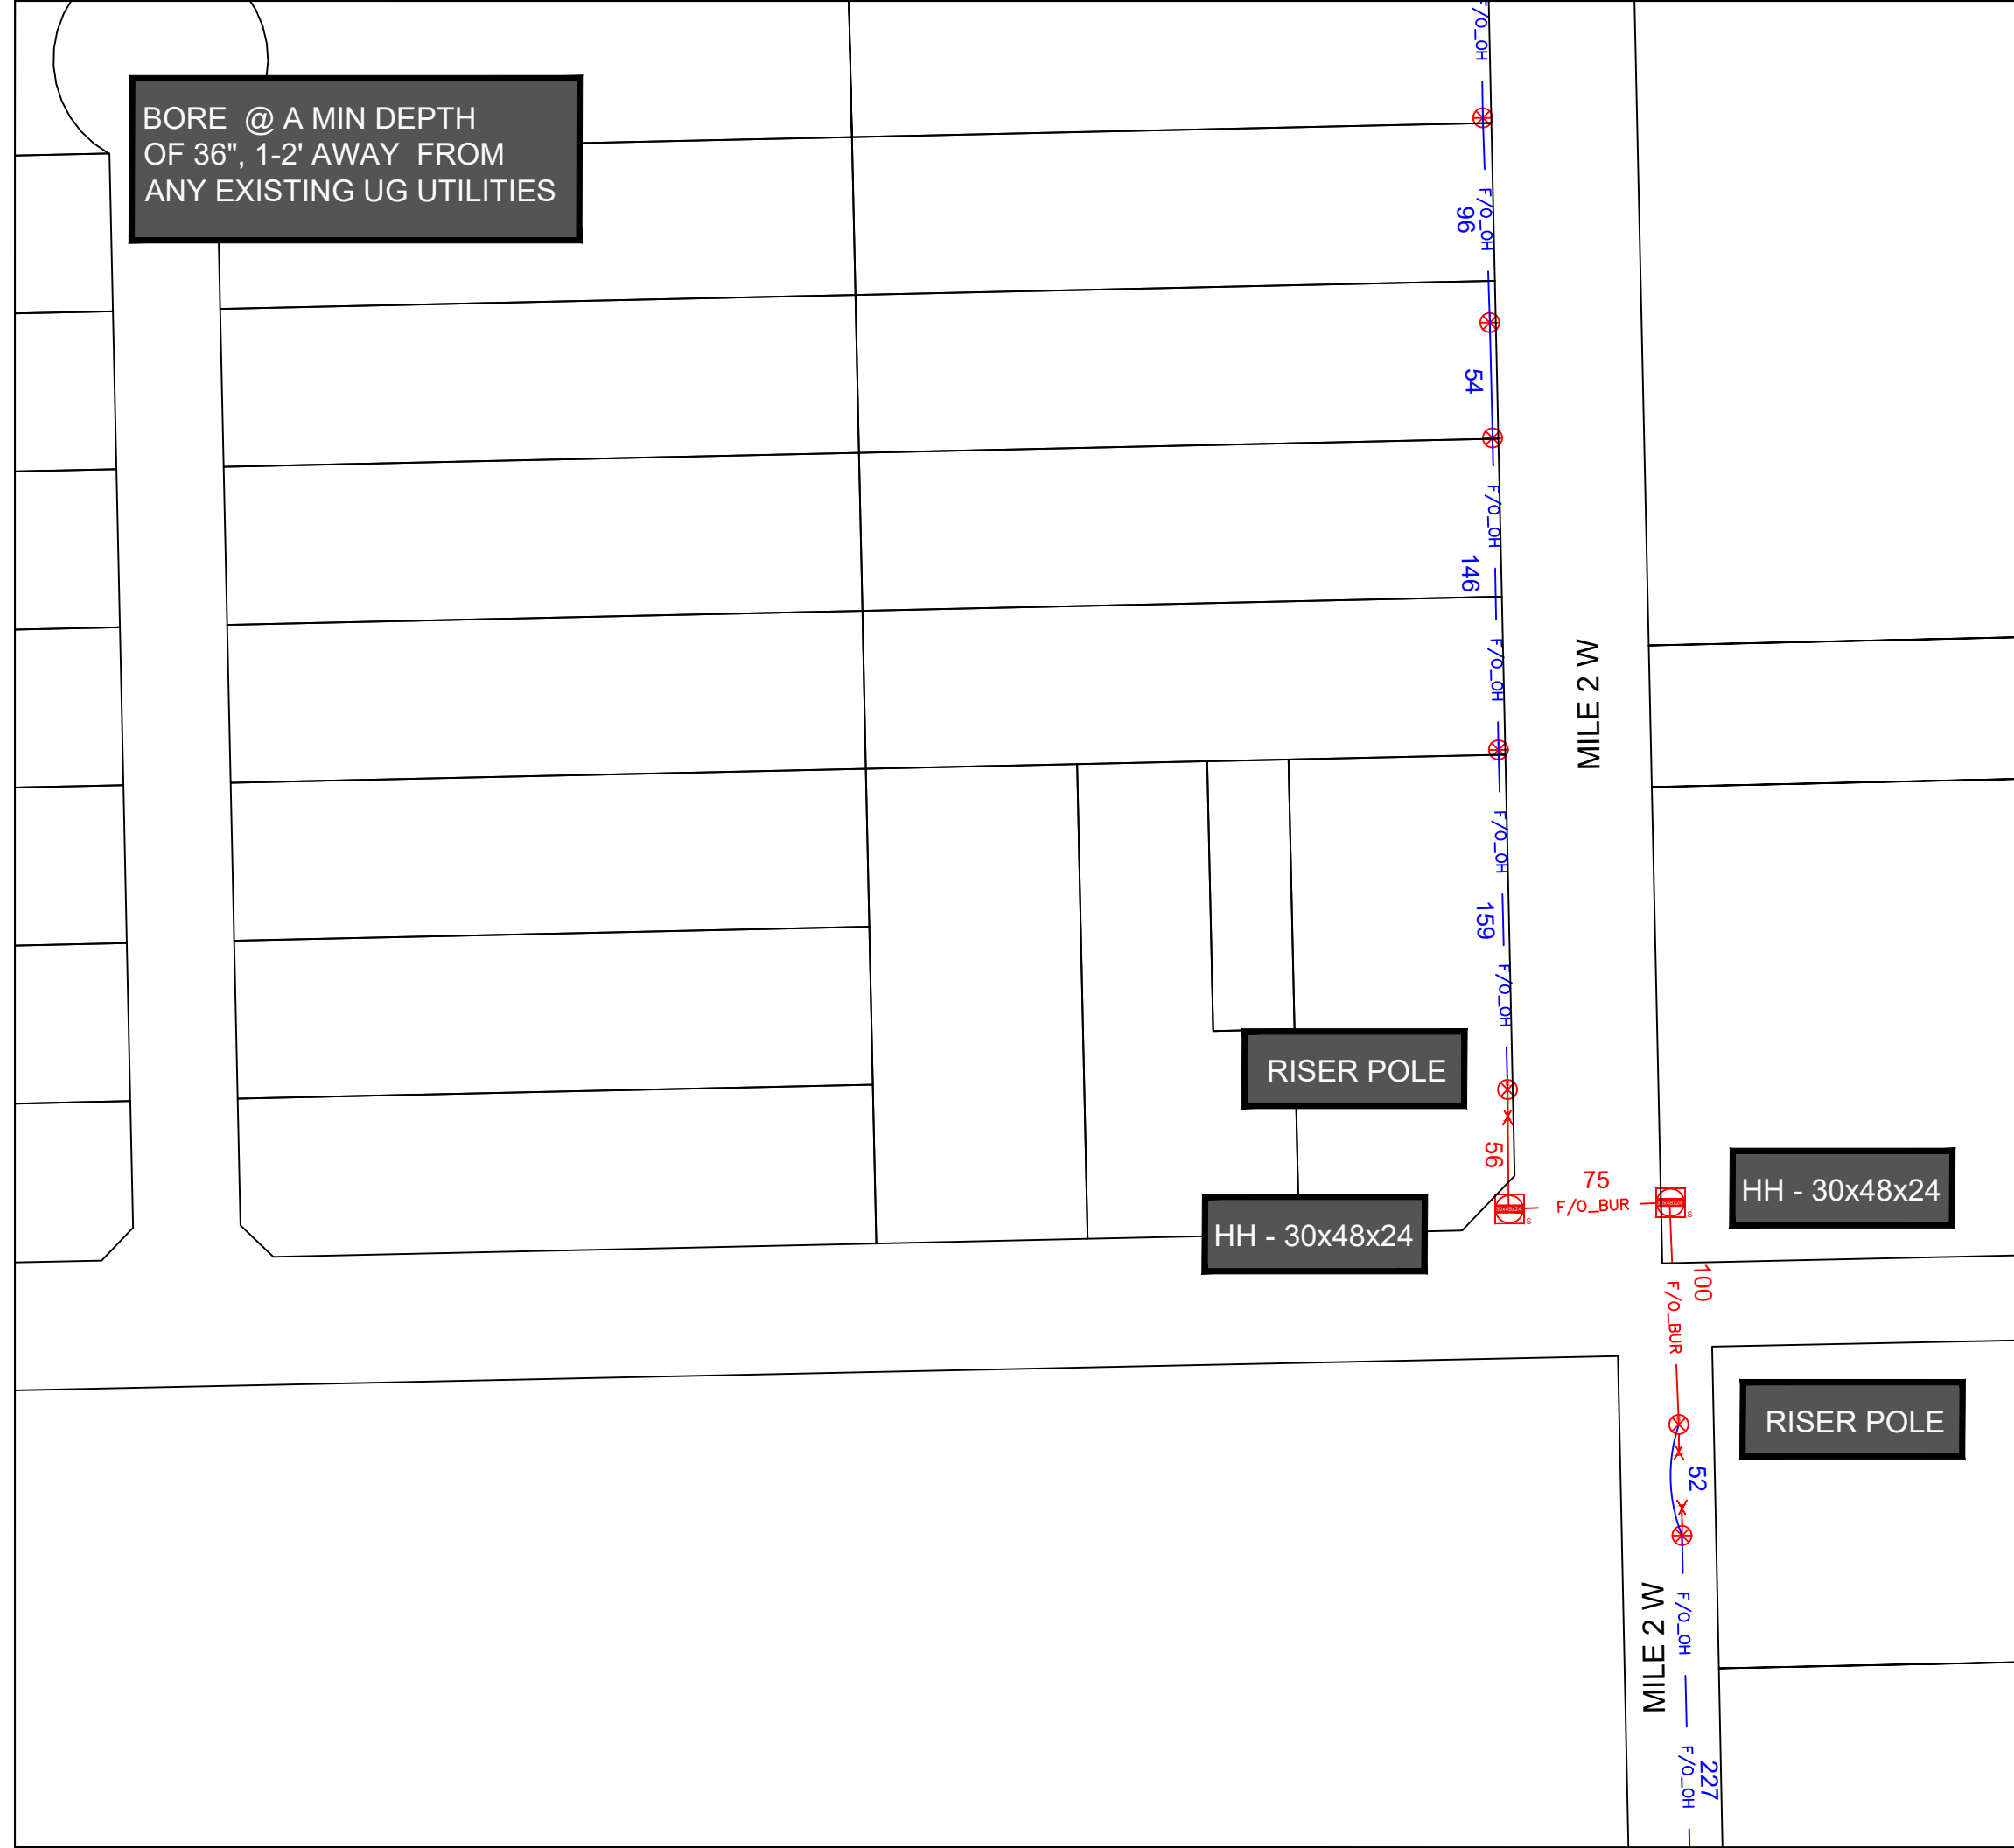 F/O_OH
BORE @ A MIN DEPTH
OF 36", 1-2' AWAY FROM
ANY EXISTING UG UTILITIES
96
F/O_OH
54
F/O_OH
146
F/O_OH
MILE 2 W
F/O_OH
159
F/O_OH
RISER POLE
56
75
F/O_BUR
HH - 30x48x24
30x48x24
S
30x48x24
S
HH - 30x48x24
100
F/O_BUR
RISER POLE
52
F/O_OH
MILE 2 W
227
F/O_OH